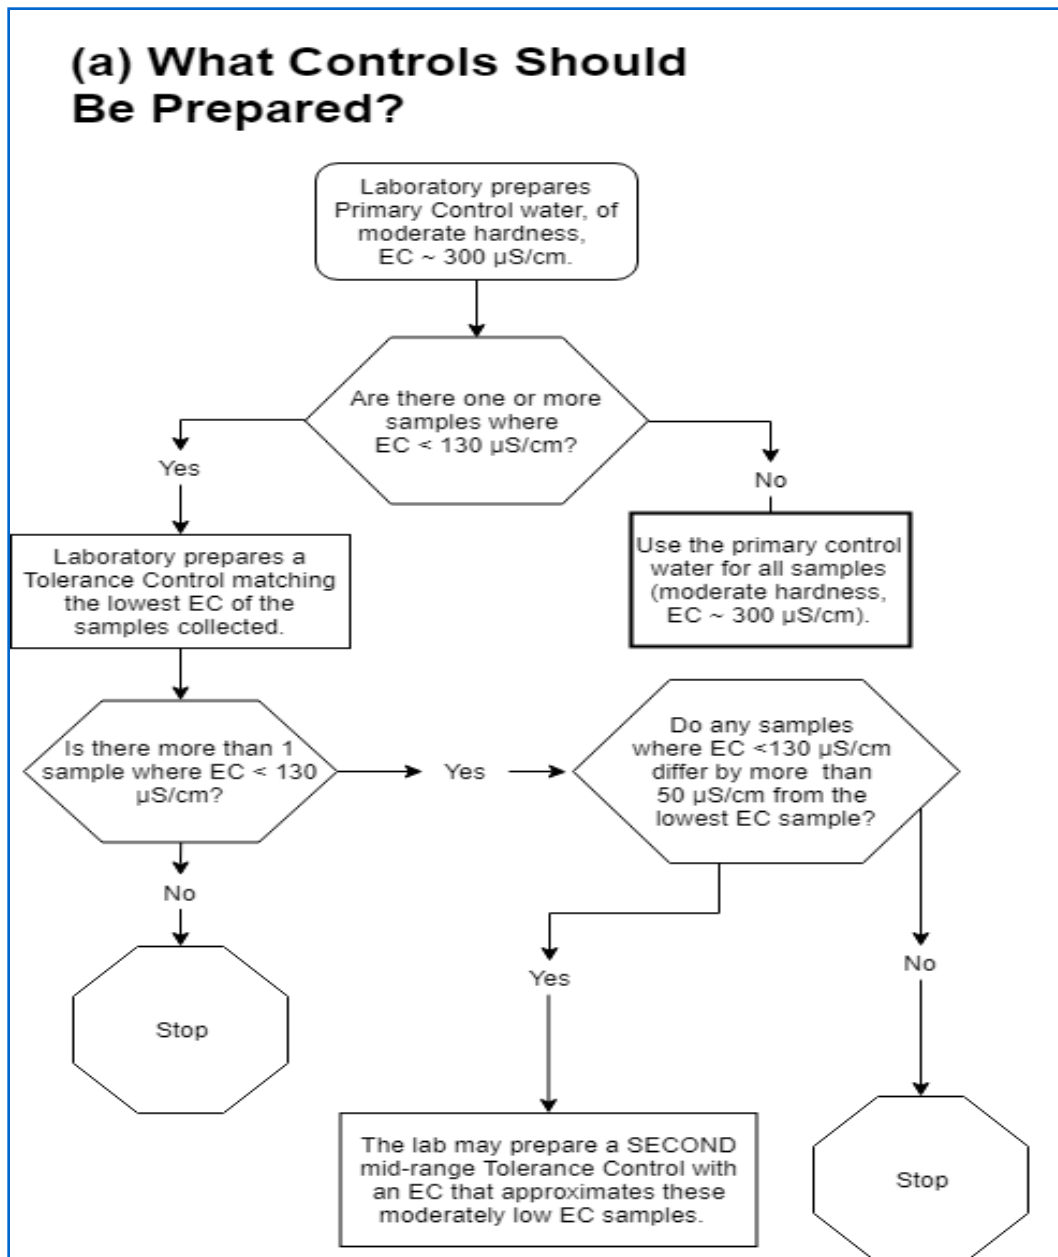 (a) What Controls Should
Be Prepared?
Laboratory prepares
Primary Control water, of
moderate hardness,
EC ~ 300 µS/cm.
Are there one or more
samples where
EC < 130 µS/cm?
Yes
No
Laboratory prepares a
Tolerance Control matching
the lowest EC of the
samples collected.
Use the primary control
water for all samples
(moderate hardness,
EC ~ 300 µS/cm).
Is there more than 1
sample where EC < 130
µS/cm?
Yes
Do any samples
where EC <130 µS/cm
differ by more than
50 µS/cm from the
lowest EC sample?
No
Stop
Yes
No
The lab may prepare a SECOND
mid-range Tolerance Control with
an EC that approximates these
moderately low EC samples.
Stop